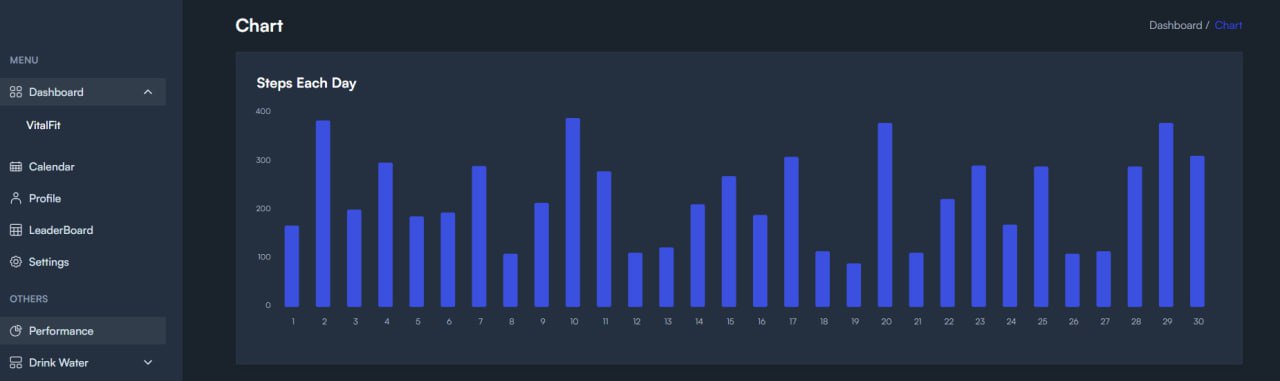 MENU
Dashboard
VitalFit
Calendar
Profile
LeaderBoard
Settings
OTHERS
Performance
Drink Water
Chart
Dashboard / Chart
Steps Each Day
400
300
200
100
0
1 2 3 4 5 6 7 8 9 10 11 12 13 14 15 16 17 18 19 20 21 22 23 24 25 26 27 28 29 30